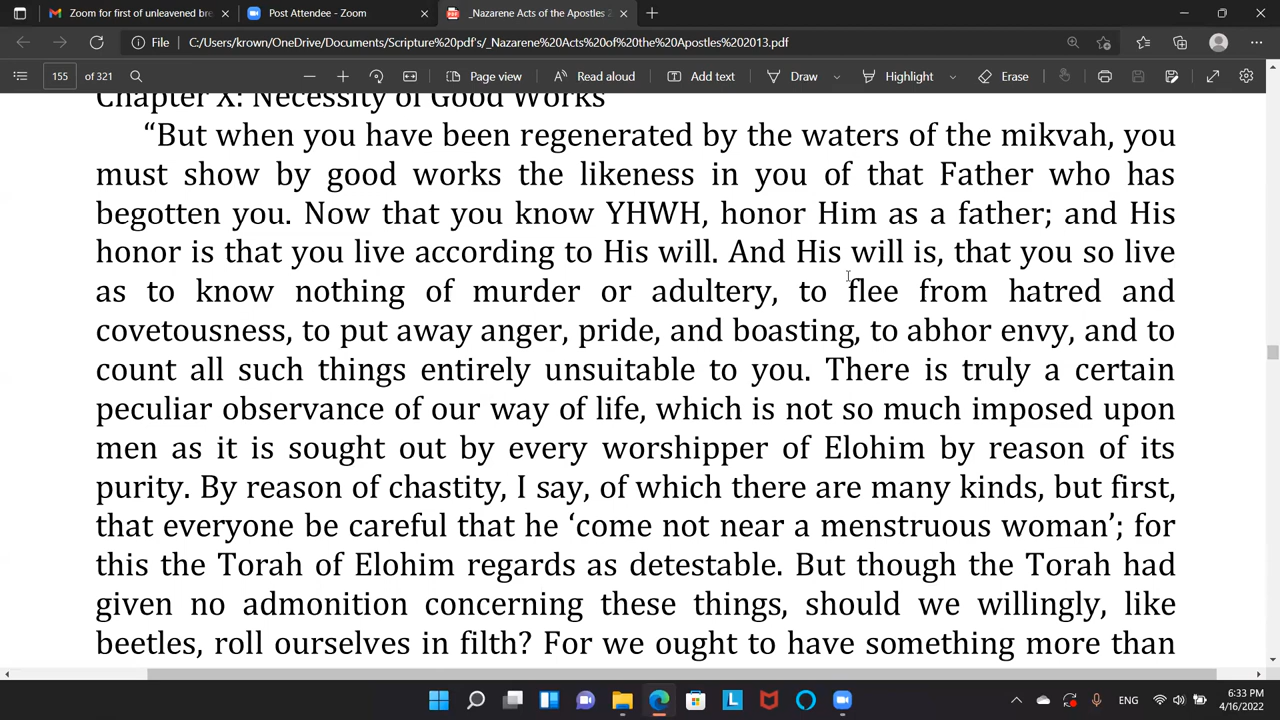 Zoom for first of unleavened bre
Post Attendee - Zoom
_Nazarene Acts of the Apostles 2
File
C:/Users/krown/OneDrive/Documents/Scripture%20pdf's/_Nazarene%20Acts%20of%20the%20Apostles%202013.pdf
155 of 321
Page view
Read aloud
Add text
Draw
Highlight
Erase
Chapter X: Necessity of Good Works
“But when you have been regenerated by the waters of the mikvah, you
must show by good works the likeness in you of that Father who has
begotten you. Now that you know YHWH, honor Him as a father; and His
honor is that you live according to His will. And His will is, that you so live
as to know nothing of murder or adultery, to flee from hatred and
covetousness, to put away anger, pride, and boasting, to abhor envy, and to
count all such things entirely unsuitable to you. There is truly a certain
peculiar observance of our way of life, which is not so much imposed upon
men as it is sought out by every worshipper of Elohim by reason of its
purity. By reason of chastity, I say, of which there are many kinds, but first,
that everyone be careful that he ‘come not near a menstruous woman’; for
this the Torah of Elohim regards as detestable. But though the Torah had
given no admonition concerning these things, should we willingly, like
beetles, roll ourselves in filth? For we ought to have something more than
ENG
6:33 PM
4/16/2022